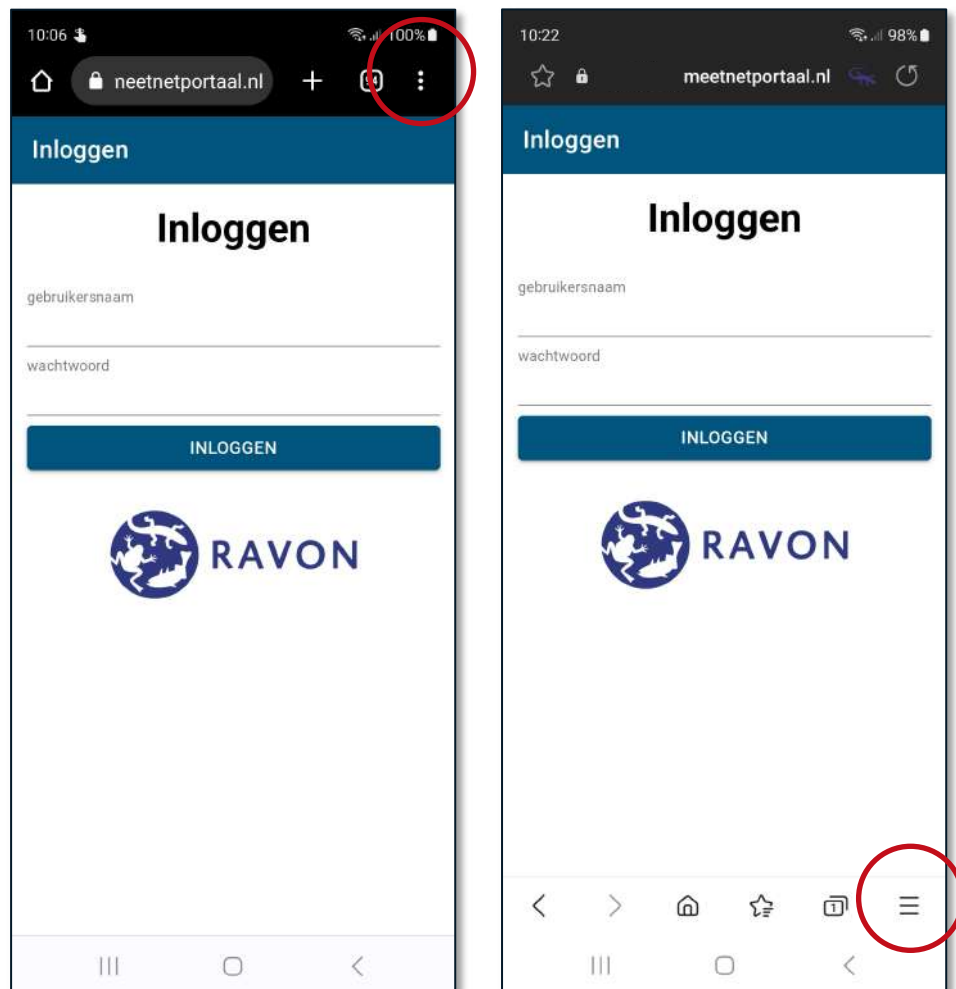 10:06
100%
neetnetportaal.nl
Inloggen
Inloggen
gebruikersnaam
wachtwoord
INLOGGEN
RAVON
10:22
98%
meetnetportaal.nl
Inloggen
Inloggen
gebruikersnaam
wachtwoord
INLOGGEN
RAVON
1